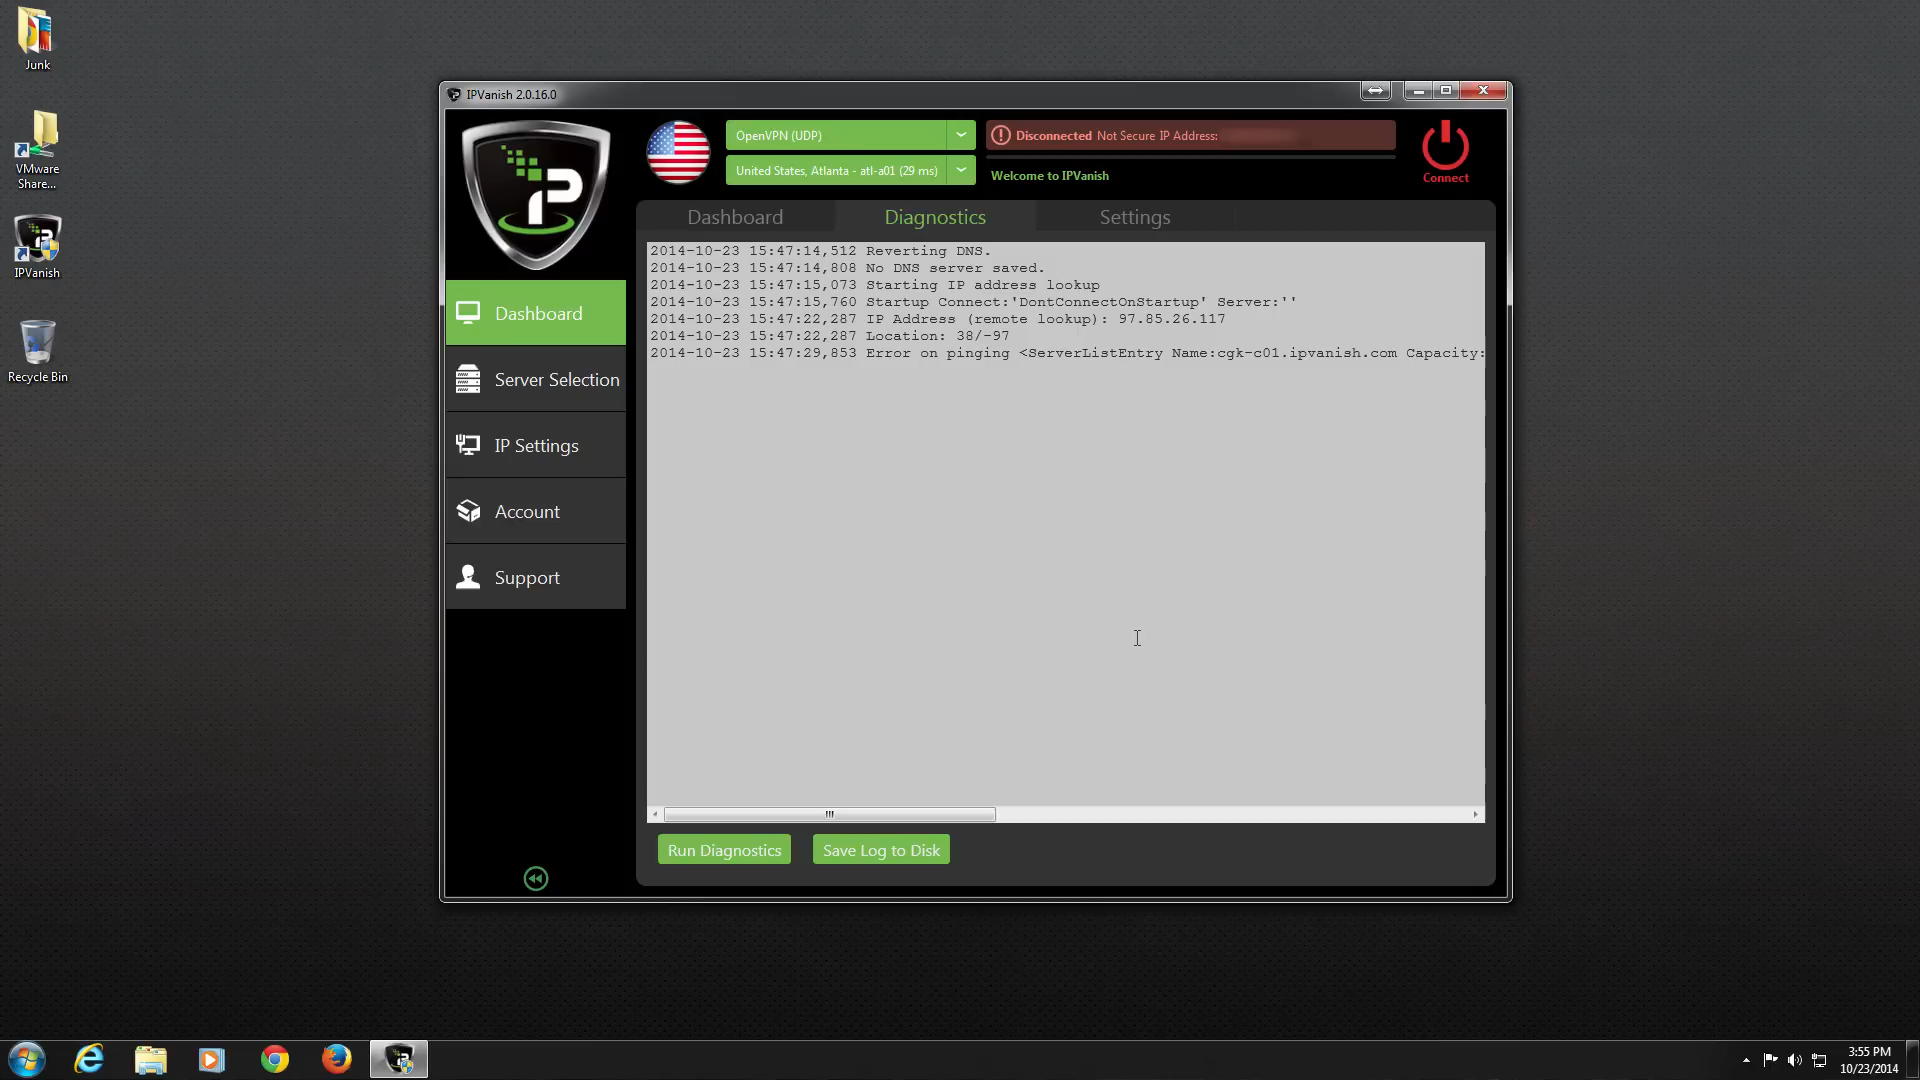 Junk
VMware
Share...
IPVanish
Recycle Bin
IPVanish 2.0.16.0
OpenVPN (UDP)
United States, Atlanta - atl-a01 (29 ms)
Disconnected Not Secure IP Address:
Welcome to IPVanish
Connect
Dashboard
Server Selection
IP Settings
Account
Support
Dashboard Diagnostics Settings
2014-10-23 15:47:14,512 Reverting DNS.
2014-10-23 15:47:14,808 No DNS server saved.
2014-10-23 15:47:15,073 Starting IP address lookup
2014-10-23 15:47:15,760 Startup Connect:'DontConnectOnStartup' Server:''
2014-10-23 15:47:22,287 IP Address (remote lookup): 97.85.26.117
2014-10-23 15:47:22,287 Location: 38/-97
2014-10-23 15:47:29,853 Error on pinging <ServerListEntry Name:cgk-c01.ipvanish.com Capacity:
Run Diagnostics
Save Log to Disk
3:55 PM
10/23/2014